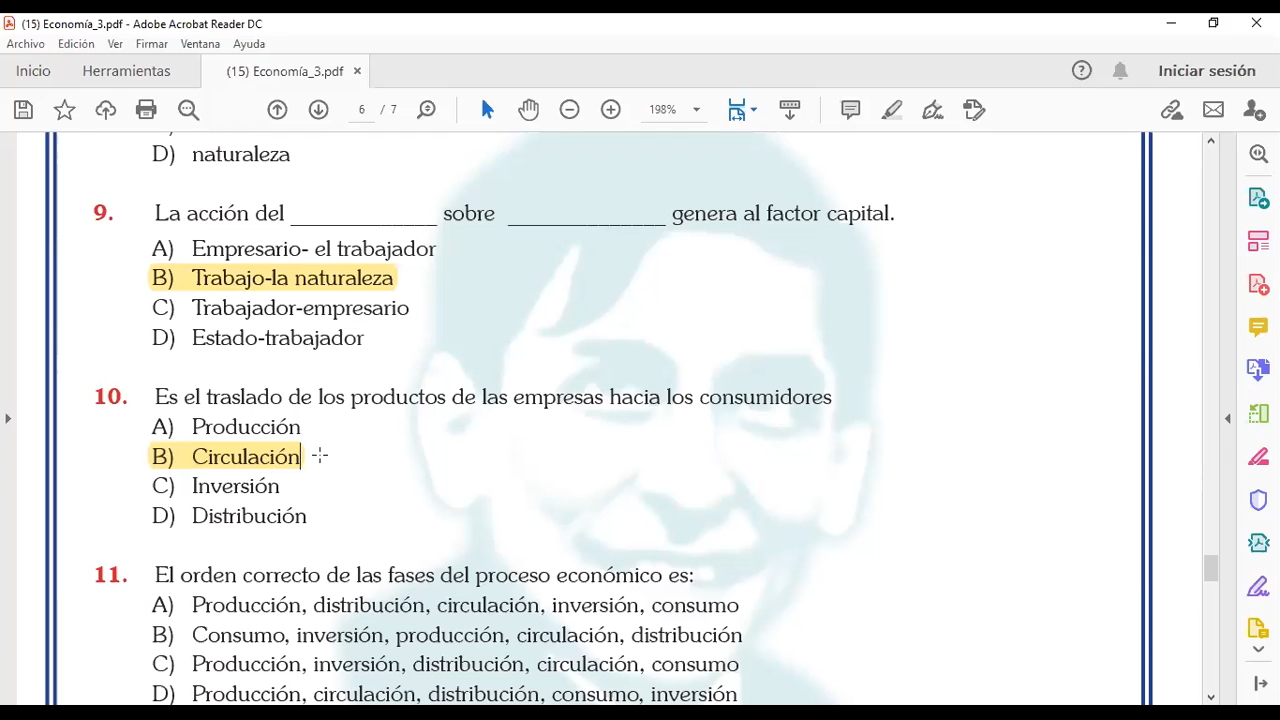 (15) Economía_3.pdf - Adobe Acrobat Reader DC
Archivo Edición Ver Firmar Ventana Ayuda
Inicio Herramientas (15) Economía_3.pdf × Iniciar sesión
6 / 7 198%
D) naturaleza
9. La acción del _____________ sobre ______________ genera al factor capital.
A) Empresario- el trabajador
B) Trabajo-la naturaleza
C) Trabajador-empresario
D) Estado-trabajador
10. Es el traslado de los productos de las empresas hacia los consumidores
A) Producción
B) Circulación
C) Inversión
D) Distribución
11. El orden correcto de las fases del proceso económico es:
A) Producción, distribución, circulación, inversión, consumo
B) Consumo, inversión, producción, circulación, distribución
C) Producción, inversión, distribución, circulación, consumo
D) Producción, circulación, distribución, consumo, inversión